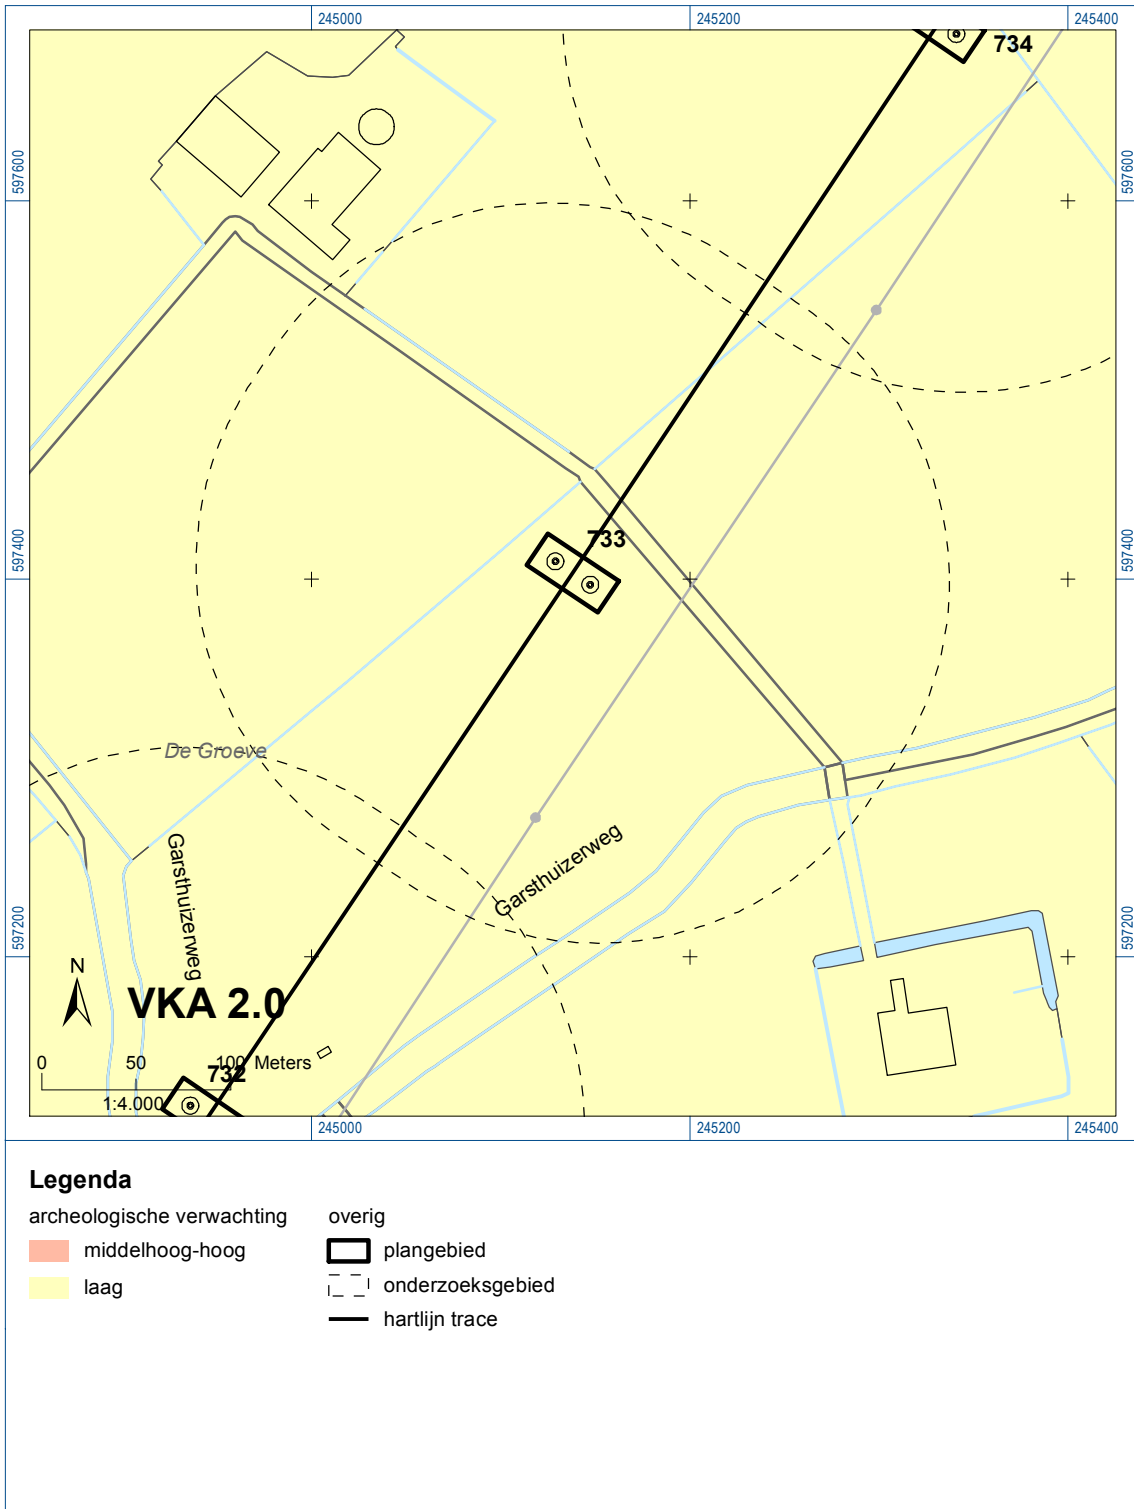 245000
245200
245400
734
597600
597600
733
597400
597400
De Groeve
Garsthuizerweg
Garsthuizerweg
597200
597200
N
VKA 2.0
0 50 100 Meters
732
1:4.000
245000
245200
245400
Legenda
archeologische verwachting
overig
middelhoog-hoog
plangebied
laag
onderzoeksgebied
hartlijn trace